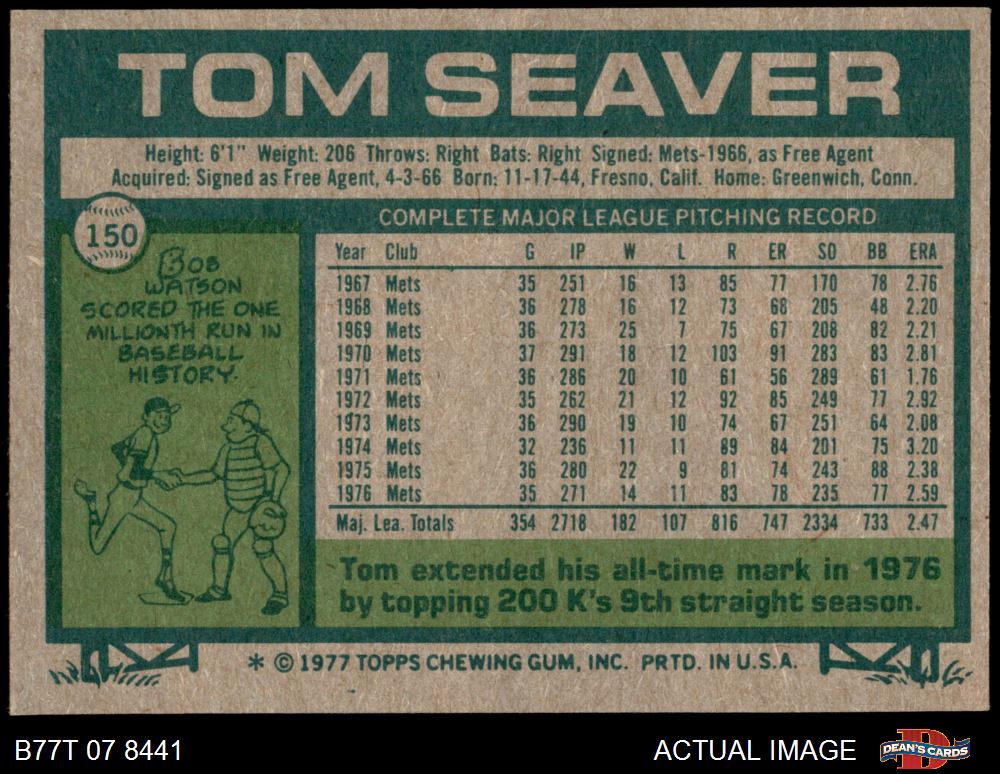 TOM SEAVER
Height: 6'1" Weight: 206 Throws: Right Bats: Right Signed: Mets-1966, as Free Agent
Acquired: Signed as Free Agent, 4-3-66 Born: 11-17-44, Fresno, Calif. Home: Greenwich, Conn.
150
BOB
WATSON
SCORED THE ONE
MILLIONTH RUN IN
BASEBALL
HISTORY.
COMPLETE MAJOR LEAGUE PITCHING RECORD
Year Club G IP W L R ER SO BB ERA
1967 Mets 35 251 16 13 85 77 170 78 2.76
1968 Mets 36 278 16 12 73 68 205 48 2.20
1969 Mets 36 273 25 7 75 67 208 82 2.21
1970 Mets 37 291 18 12 103 91 283 83 2.81
1971 Mets 36 286 20 10 61 56 289 61 1.76
1972 Mets 35 262 21 12 92 85 249 77 2.92
1973 Mets 36 290 19 10 74 67 251 64 2.08
1974 Mets 32 236 11 11 89 84 201 75 3.20
1975 Mets 36 280 22 9 81 74 243 88 2.38
1976 Mets 35 271 14 11 83 78 235 77 2.59
Maj. Lea. Totals 354 2718 182 107 816 747 2334 733 2.47
Tom extended his all-time mark in 1976
by topping 200 K's 9th straight season.
* © 1977 TOPPS CHEWING GUM, INC. PRTD. IN U.S.A.
B77T 07 8441 ACTUAL IMAGE DEAN'S CARDS